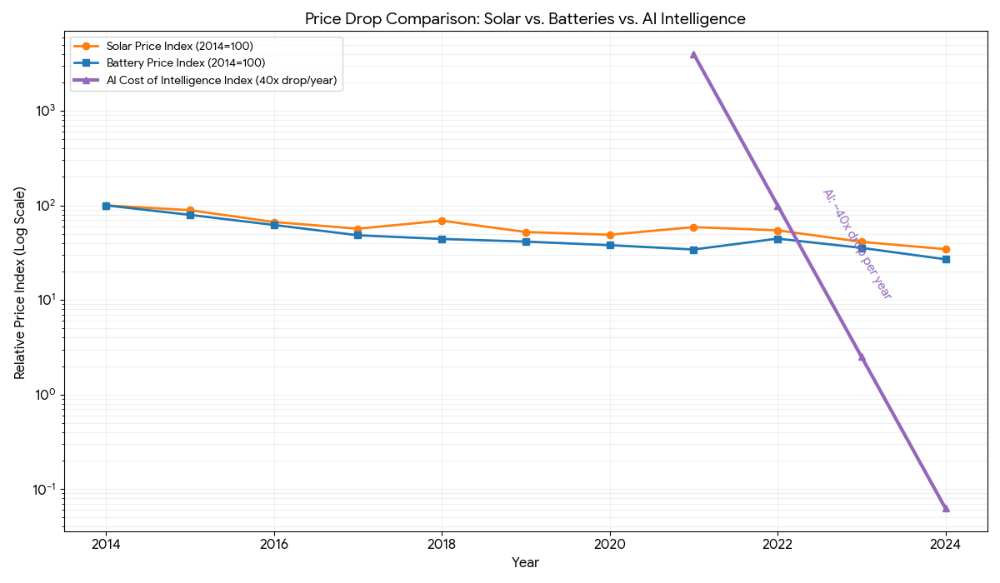 Price Drop Comparison: Solar vs. Batteries vs. AI Intelligence
Solar Price Index (2014=100)
Battery Price Index (2014=100)
AI Cost of Intelligence Index (40x drop/year)
Relative Price Index (Log Scale)
10³
10²
10¹
10⁰
10⁻¹
AI: ~40x drop per year
2014
2016
2018
2020
2022
2024
Year